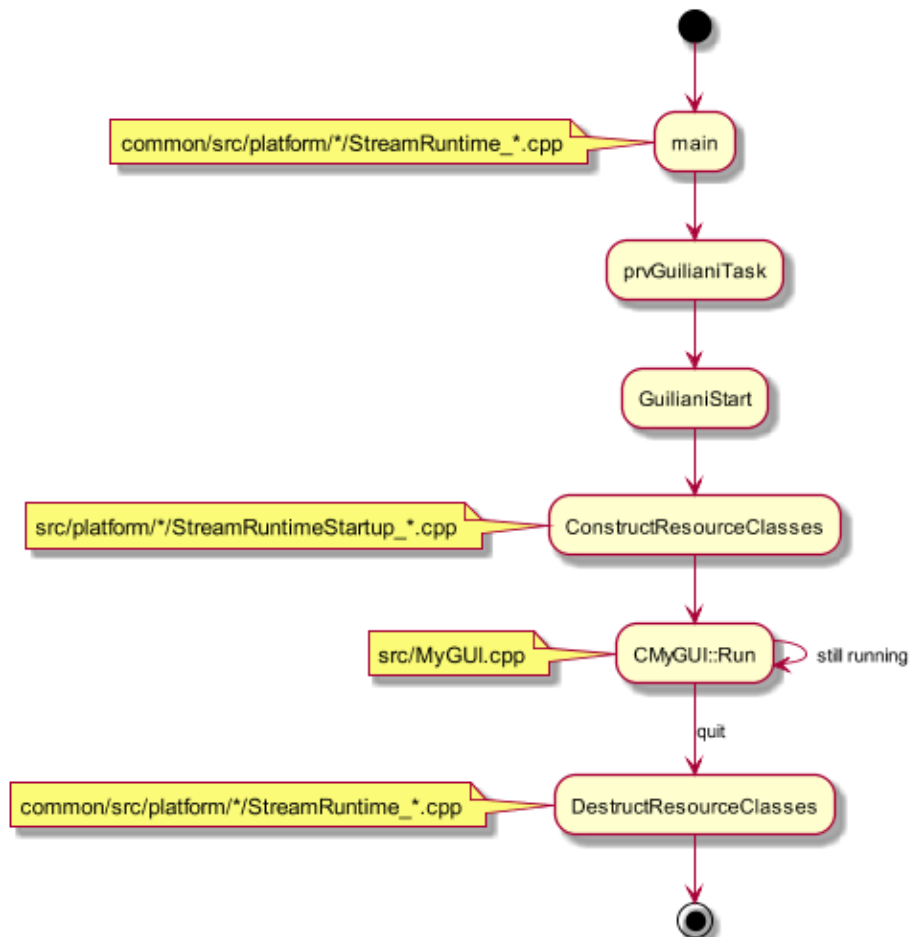 common/src/platform/*/StreamRuntime_*.cpp
main
prvGuilianiTask
GuilianiStart
src/platform/*/StreamRuntimeStartup_*.cpp
ConstructResourceClasses
src/MyGUI.cpp
CMyGUI::Run
still running
quit
common/src/platform/*/StreamRuntime_*.cpp
DestructResourceClasses